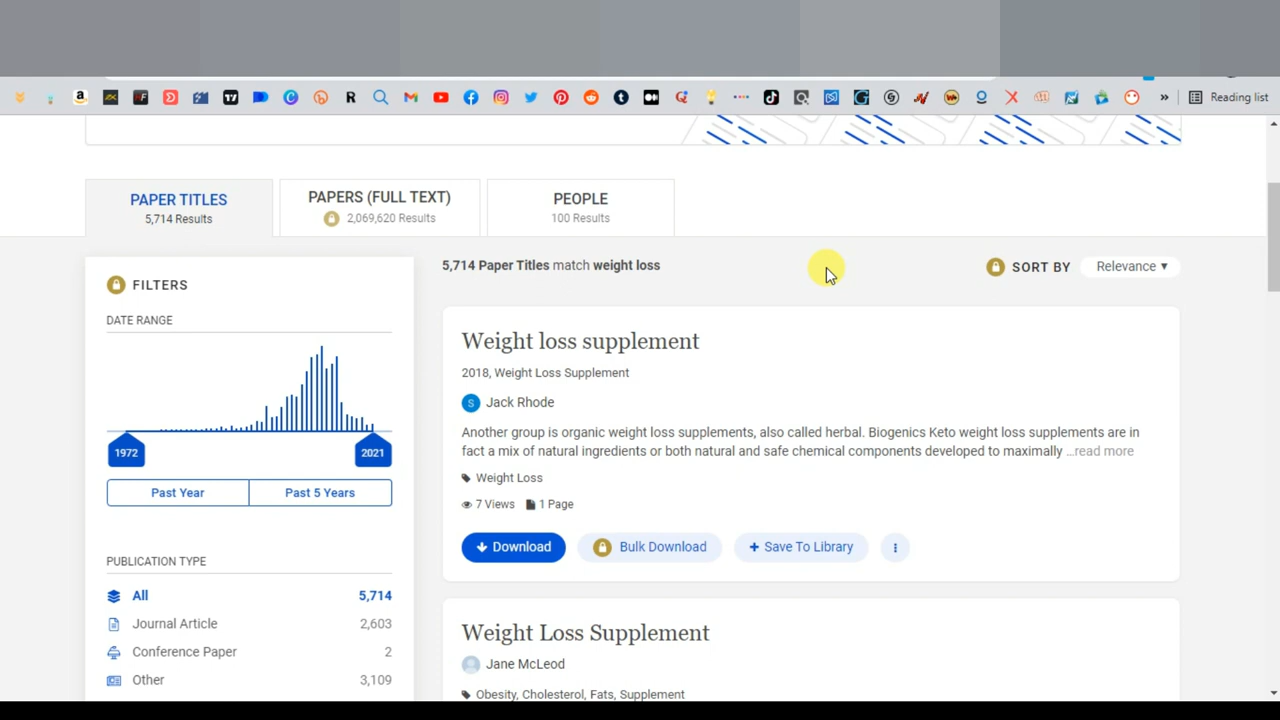 Reading list
PAPER TITLES
5,714 Results
PAPERS (FULL TEXT)
2,069,620 Results
PEOPLE
100 Results
FILTERS
DATE RANGE
1972
2021
Past Year
Past 5 Years
PUBLICATION TYPE
All
5,714
Journal Article
2,603
Conference Paper
2
Other
3,109
5,714 Paper Titles match weight loss
SORT BY
Relevance ▾
Weight loss supplement
2018, Weight Loss Supplement
S
Jack Rhode
Another group is organic weight loss supplements, also called herbal. Biogenics Keto weight loss supplements are in
fact a mix of natural ingredients or both natural and safe chemical components developed to maximally ...read more
Weight Loss
7 Views
1 Page
Download
Bulk Download
+ Save To Library
Weight Loss Supplement
Jane McLeod
Obesity, Cholesterol, Fats, Supplement